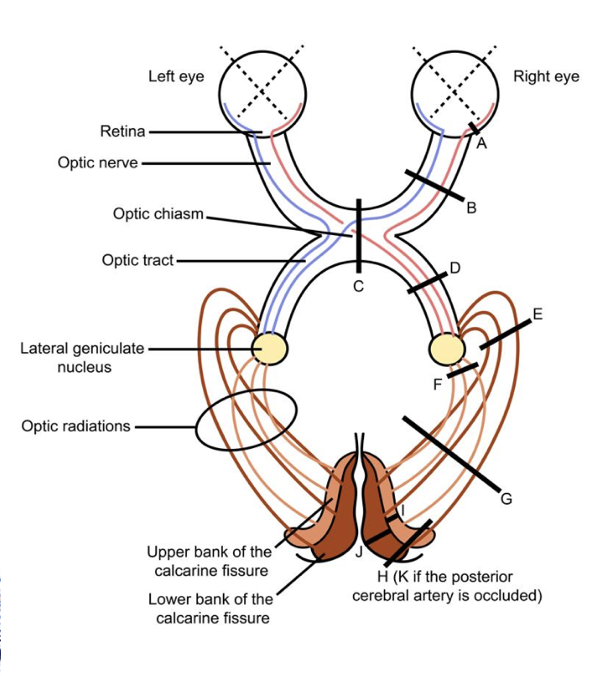 Left eye
Right eye
Retina
A
Optic nerve
B
Optic chiasm
Optic tract
D
C
E
Lateral geniculate
nucleus
F
Optic radiations
G
I
J
Upper bank of the
calcarine fissure
H (K if the posterior
cerebral artery is occluded)
Lower bank of the
calcarine fissure